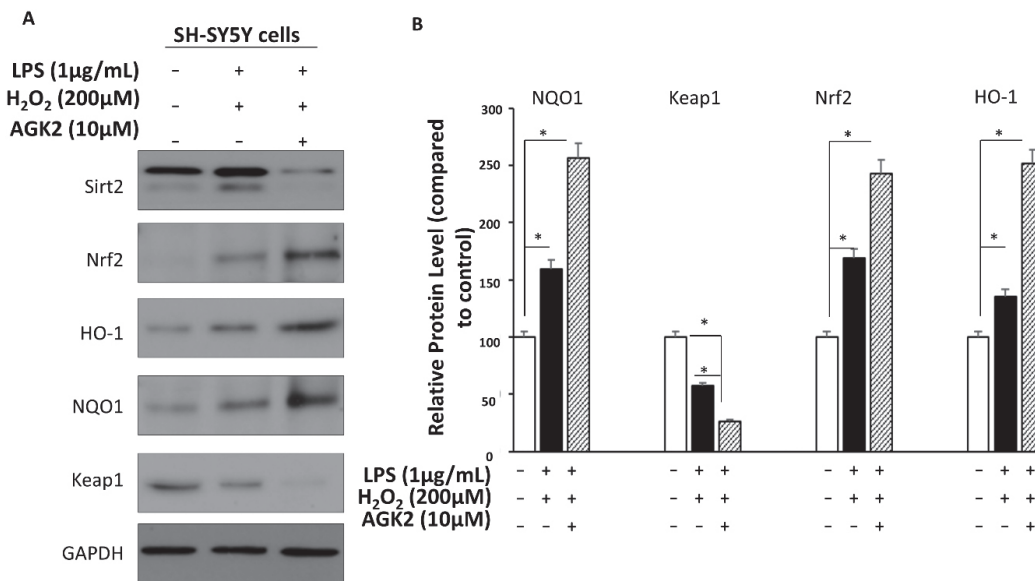 A
SH-SY5Y cells
LPS (1µg/mL) – + +
H₂O₂ (200µM) – + +
AGK2 (10µM) – – +
Sirt2
Nrf2
HO-1
NQO1
Keap1
GAPDH
B
NQO1 Keap1 Nrf2 HO-1
Relative Protein Level (compared
to control)
300
250
200
150
100
50
0
* * * * * * * *
LPS (1µg/mL) – + + – + + – + + – + +
H₂O₂ (200µM) – + + – + + – + + – + +
AGK2 (10µM) – – + – – + – – + – – +